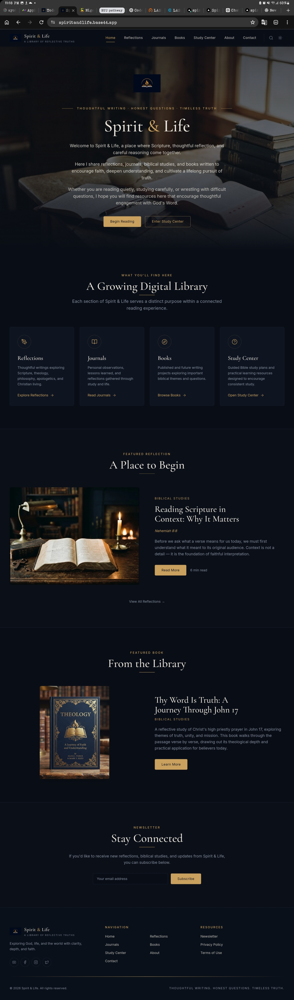 11:18 PM
60%
ayo
App
Tod
Sp
Nig
BYU pathway
Cod
LAS
LAS
spi
Spi
Cha
spi
New
spiritandlife.base44.app
26
Spirit & Life
A LIBRARY OF REFLECTIVE TRUTHS
Home Reflections Journals Books Study Center About Contact
THOUGHTFUL WRITING · HONEST QUESTIONS · TIMELESS TRUTH
Spirit & Life
Welcome to Spirit & Life, a place where Scripture, thoughtful reflection, and
careful reasoning come together.
Here I share reflections, journals, biblical studies, and books written to
encourage faith, deepen understanding, and cultivate a lifelong pursuit of
truth.
Whether you are reading quietly, studying carefully, or wrestling with difficult
questions, I hope you will find resources here that encourage thoughtful
engagement with God's Word.
Begin Reading
Enter Study Center
WHAT YOU'LL FIND HERE
A Growing Digital Library
Each section of Spirit & Life serves a distinct purpose within a connected
reading experience.
Reflections
Thoughtful writings exploring
Scripture, theology,
philosophy, apologetics, and
Christian living.
Explore Reflections →
Journals
Personal observations,
lessons learned, and
reflections gathered through
study and life.
Read Journals →
Books
Published and future writing
projects exploring important
biblical themes and questions.
Browse Books →
Study Center
Guided Bible study plans and
practical learning resources
designed to encourage
consistent study.
Open Study Center →
FEATURED REFLECTION
A Place to Begin
BIBLICAL STUDIES
Reading Scripture in
Context: Why It Matters
Nehemiah 8:8
Before we ask what a verse means for us today, we must first
understand what it meant to its original audience. Context is not a
detail — it is the foundation of faithful interpretation.
Read More
6 min read
View All Reflections →
FEATURED BOOK
From the Library
THEOLOGY
A Journey of Faith
and Understanding
By
ELIZA J. VANCE
& MARK T. REED
Thy Word Is Truth: A
Journey Through John 17
BIBLICAL STUDIES
A reflective study of Christ's high priestly prayer in John 17, exploring
themes of truth, unity, and mission. This book walks through the
passage verse by verse, drawing out its theological depth and
practical application for believers today.
Learn More
NEWSLETTER
Stay Connected
If you'd like to receive new reflections, biblical studies, and updates from Spirit & Life,
you can subscribe below.
Your email address
Subscribe
Spirit & Life
A LIBRARY OF REFLECTIVE TRUTHS
Exploring God, life, and the world with clarity,
depth, and faith.
NAVIGATION
Home
Reflections
Journals
Books
Study Center
About
Contact
RESOURCES
Newsletter
Privacy Policy
Terms of Use
© 2026 Spirit & Life. All rights reserved.
THOUGHTFUL WRITING. HONEST QUESTIONS. TIMELESS TRUTH.